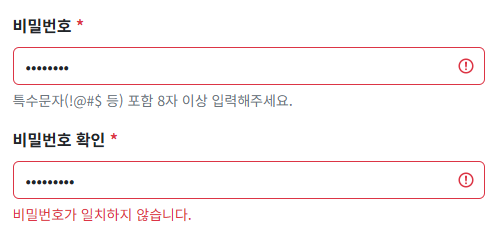 비밀번호 *
••••••••
특수문자(!@#$ 등) 포함 8자 이상 입력해주세요.
비밀번호 확인 *
•••••••••
비밀번호가 일치하지 않습니다.